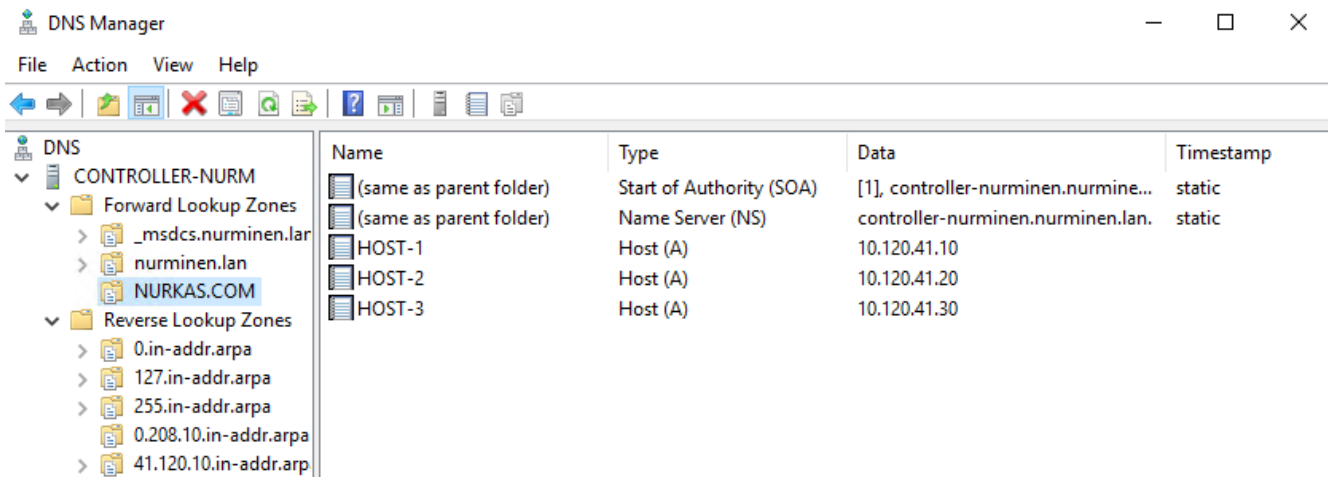 DNS Manager
File Action View Help
DNS
CONTROLLER-NURM
Forward Lookup Zones
_msdcs.nurminen.lan
nurminen.lan
NURKAS.COM
Reverse Lookup Zones
0.in-addr.arpa
127.in-addr.arpa
255.in-addr.arpa
0.208.10.in-addr.arpa
41.120.10.in-addr.arp
Name Type Data Timestamp
(same as parent folder) Start of Authority (SOA) [1], controller-nurminen.nurmine... static
(same as parent folder) Name Server (NS) controller-nurminen.nurminen.lan. static
HOST-1 Host (A) 10.120.41.10
HOST-2 Host (A) 10.120.41.20
HOST-3 Host (A) 10.120.41.30